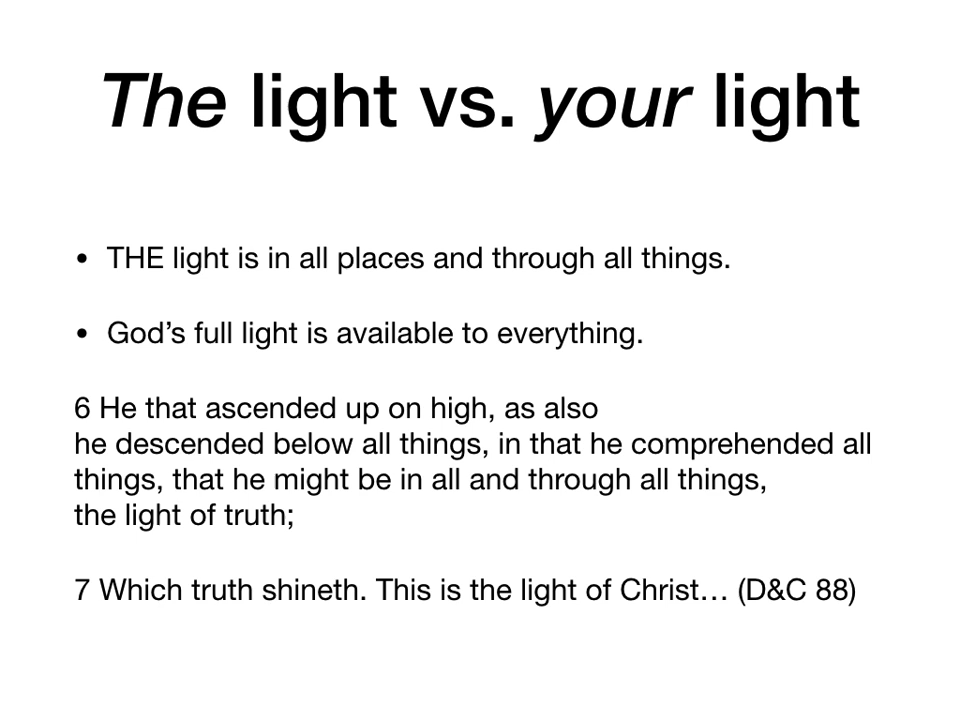 The light vs. your light
• THE light is in all places and through all things.
• God’s full light is available to everything.
6 He that ascended up on high, as also
he descended below all things, in that he comprehended all
things, that he might be in all and through all things,
the light of truth;
7 Which truth shineth. This is the light of Christ… (D&C 88)